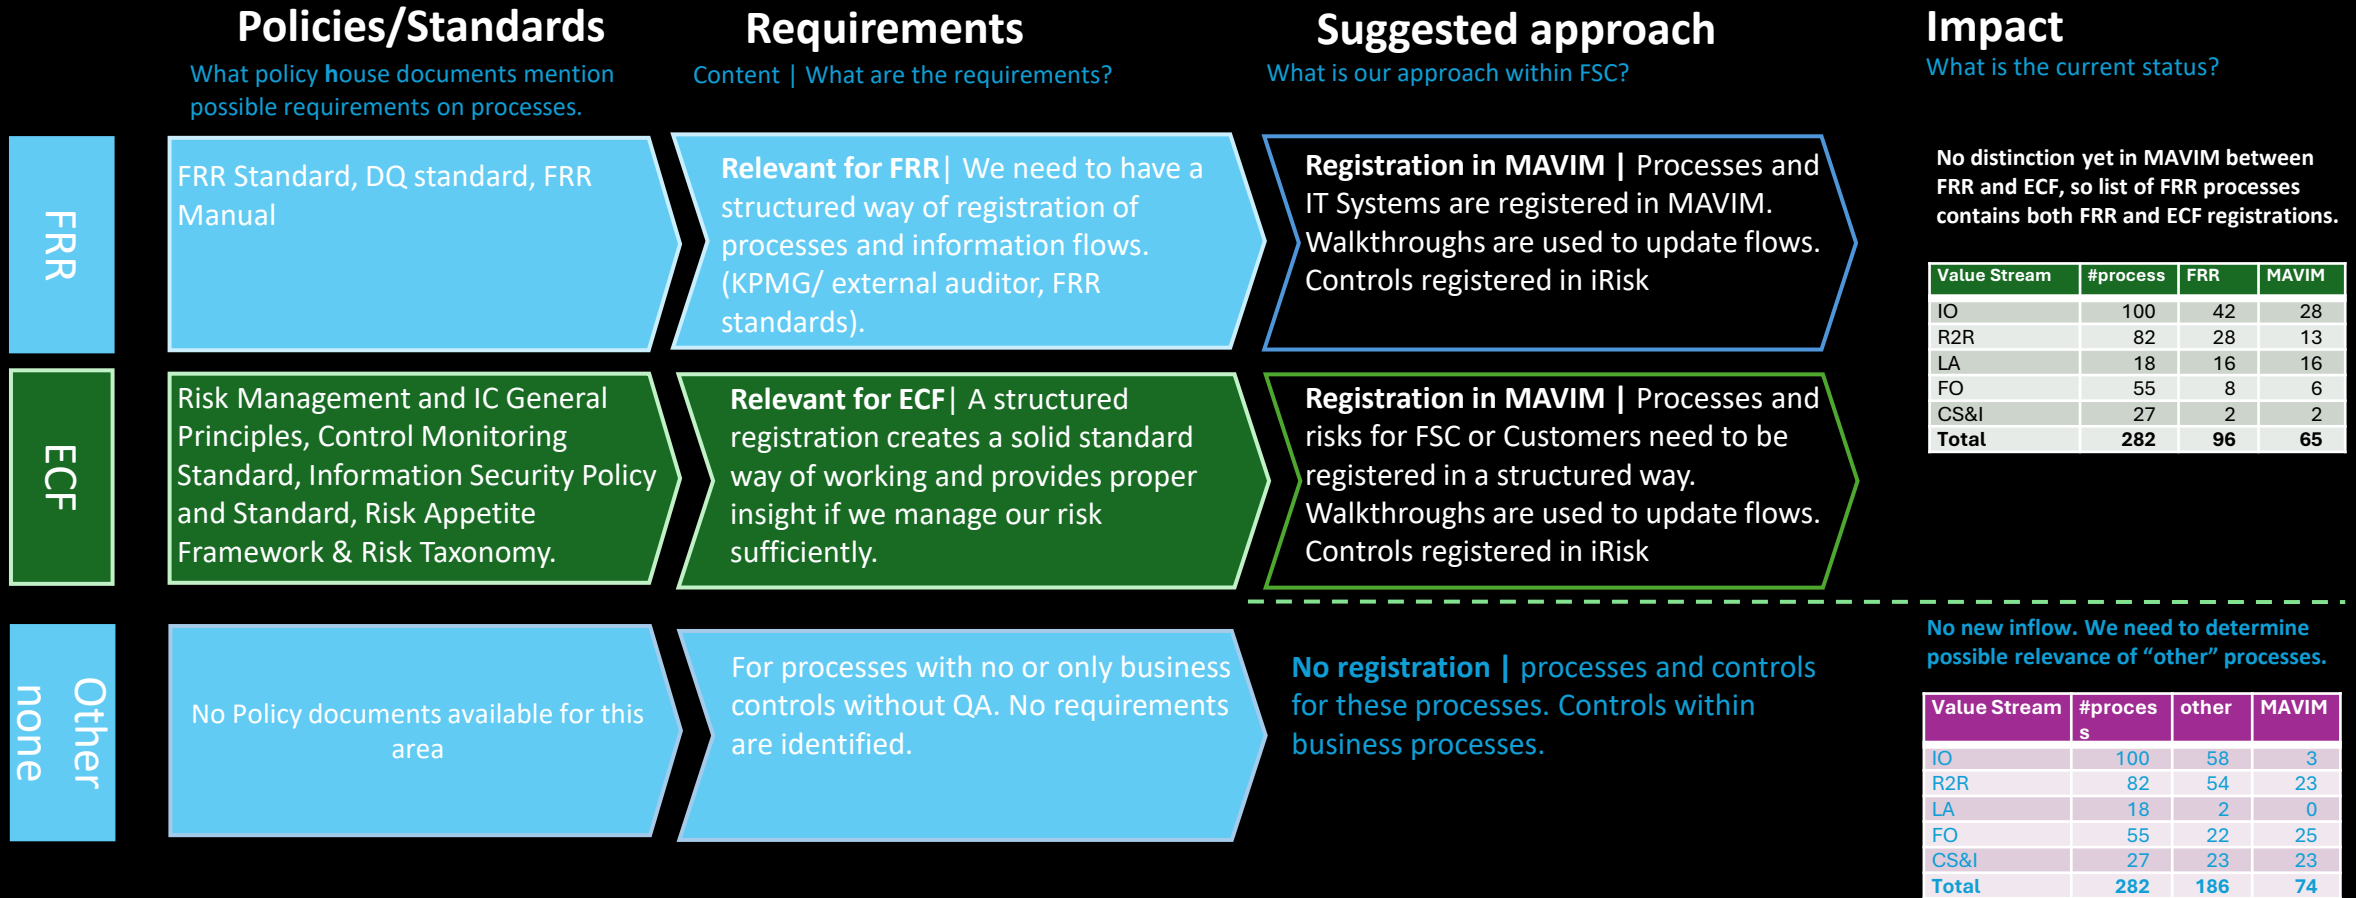 Policies/Standards
What policy house documents mention
possible requirements on processes.
Requirements
Content | What are the requirements?
Suggested approach
What is our approach within FSC?
Impact
What is the current status?
FRR
FRR Standard, DQ standard, FRR
Manual
Relevant for FRR| We need to have a
structured way of registration of
processes and information flows.
(KPMG/ external auditor, FRR
standards).
Registration in MAVIM | Processes and
IT Systems are registered in MAVIM.
Walkthroughs are used to update flows.
Controls registered in iRisk
No distinction yet in MAVIM between
FRR and ECF, so list of FRR processes
contains both FRR and ECF registrations.
Value Stream #process FRR MAVIM
IO 100 42 28
R2R 82 28 13
LA 18 16 16
FO 55 8 6
CS&I 27 2 2
Total 282 96 65
ECF
Risk Management and IC General
Principles, Control Monitoring
Standard, Information Security Policy
and Standard, Risk Appetite
Framework & Risk Taxonomy.
Relevant for ECF| A structured
registration creates a solid standard
way of working and provides proper
insight if we manage our risk
sufficiently.
Registration in MAVIM | Processes and
risks for FSC or Customers need to be
registered in a structured way.
Walkthroughs are used to update flows.
Controls registered in iRisk
Other
none
No Policy documents available for this
area
For processes with no or only business
controls without QA. No requirements
are identified.
No registration | processes and controls
for these processes. Controls within
business processes.
No new inflow. We need to determine
possible relevance of “other” processes.
Value Stream #proces other MAVIM
s
IO 100 58 3
R2R 82 54 23
LA 18 2 0
FO 55 22 25
CS&I 27 23 23
Total 282 186 74